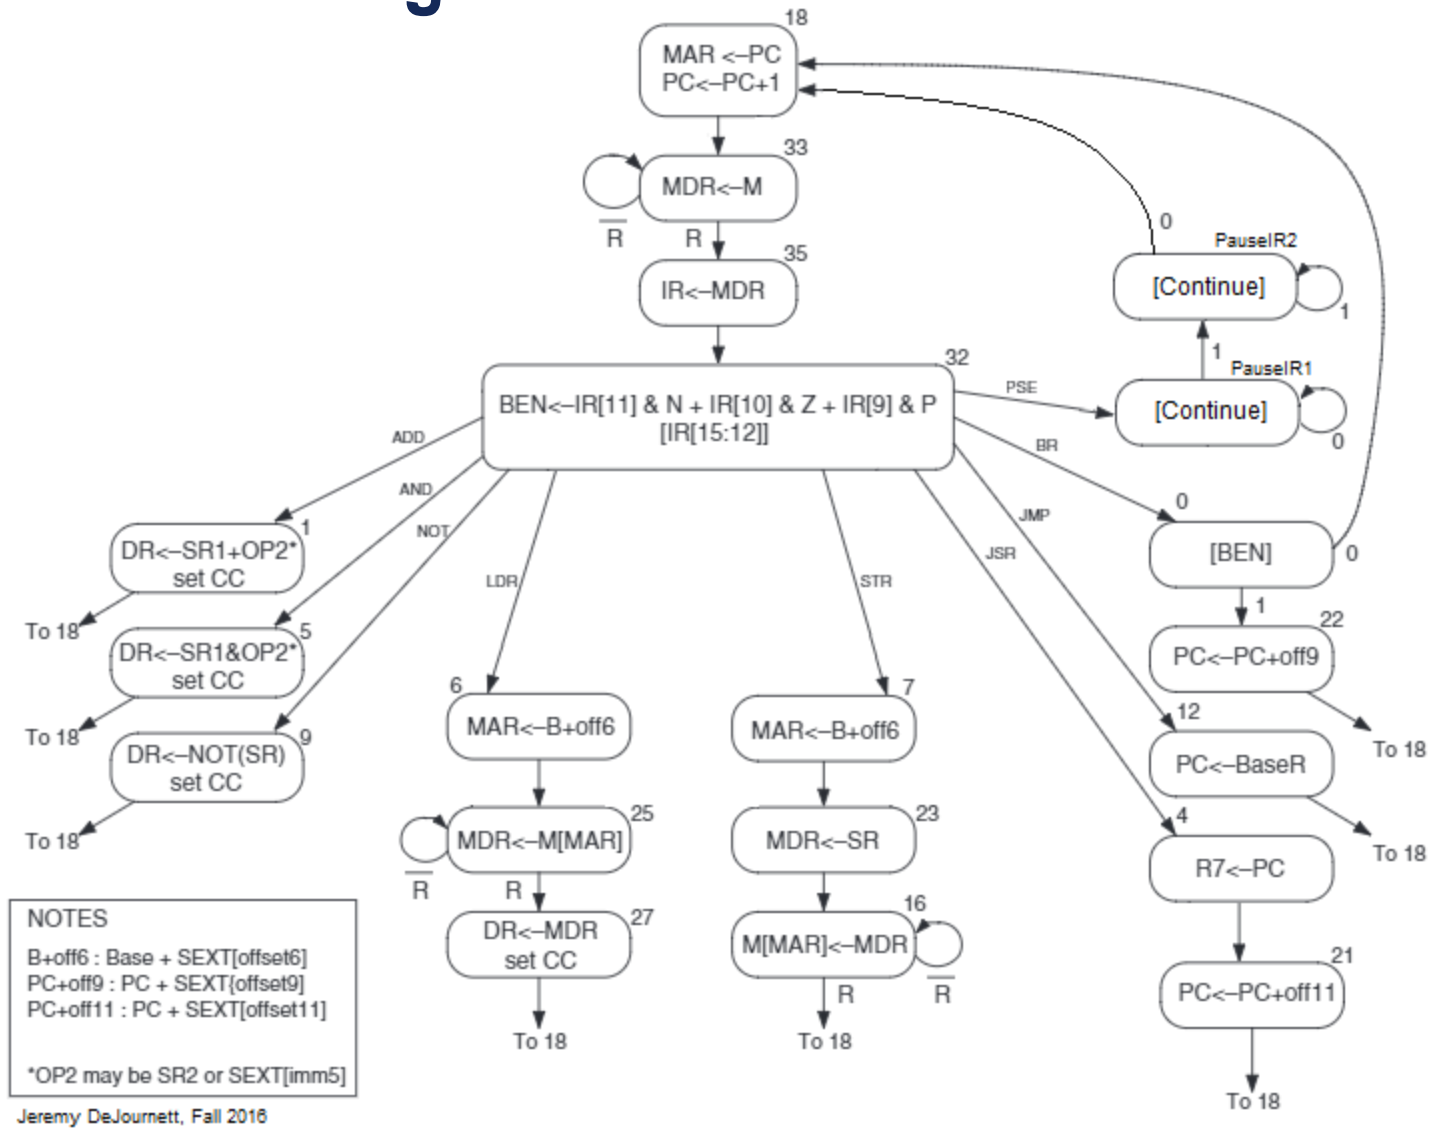 18
MAR <–PC
PC<–PC+1
33
MDR<–M
R
R
35
IR<–MDR
32
BEN<–IR[11] & N + IR[10] & Z + IR[9] & P
[IR[15:12]]
PSE
PauseIR1
[Continue]
0
1
PauseIR2
[Continue]
1
0
ADD
1
DR<–SR1+OP2*
set CC
To 18
AND
5
DR<–SR1&OP2*
set CC
To 18
NOT
9
DR<–NOT(SR)
set CC
To 18
LDR
6
MAR<–B+off6
25
MDR<–M[MAR]
R
R
27
DR<–MDR
set CC
To 18
STR
7
MAR<–B+off6
23
MDR<–SR
16
M[MAR]<–MDR
R
R
To 18
JSR
4
R7<–PC
21
PC<–PC+off11
To 18
JMP
12
PC<–BaseR
To 18
BR
0
[BEN]
0
1
22
PC<–PC+off9
To 18
NOTES
B+off6 : Base + SEXT[offset6]
PC+off9 : PC + SEXT{offset9]
PC+off11 : PC + SEXT[offset11]
*OP2 may be SR2 or SEXT[imm5]
Jeremy DeJournett, Fall 2016